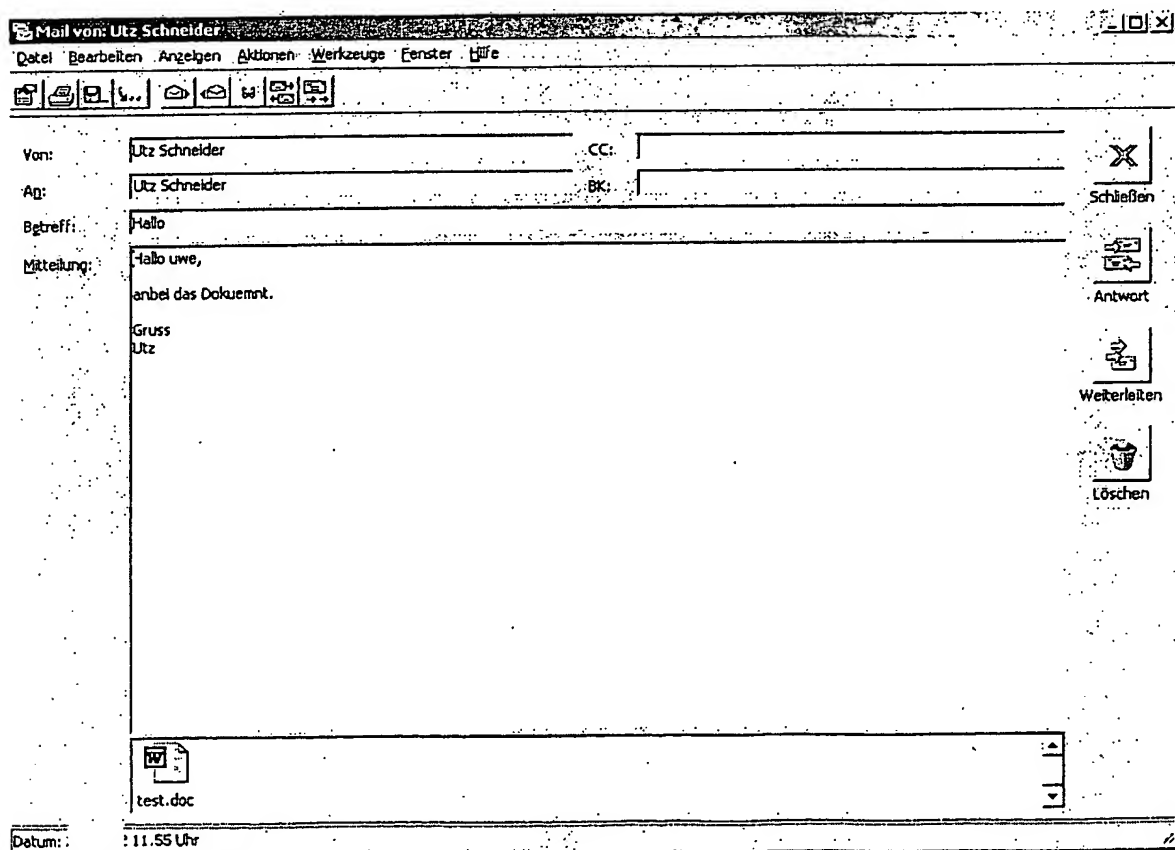 Mail von: Utz Schneider
Datei Bearbeiten Anzeigen Aktionen Werkzeuge Fenster Hilfe
Von: Utz Schneider CC:
An: Utz Schneider BK:
Schließen
Betreff: Hallo
Mitteilung: Hallo uwe,
anbei das Dokuemnt.
Antwort
Gruss
Utz
Weiterleiten
Löschen
test.doc
Datum: 11.55 Uhr